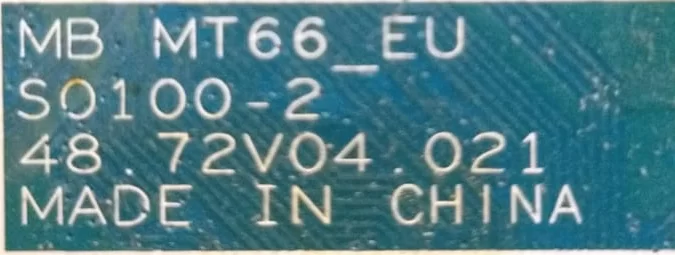 MB MT66_EU
S0100-2
48.72V04.021
MADE IN CHINA